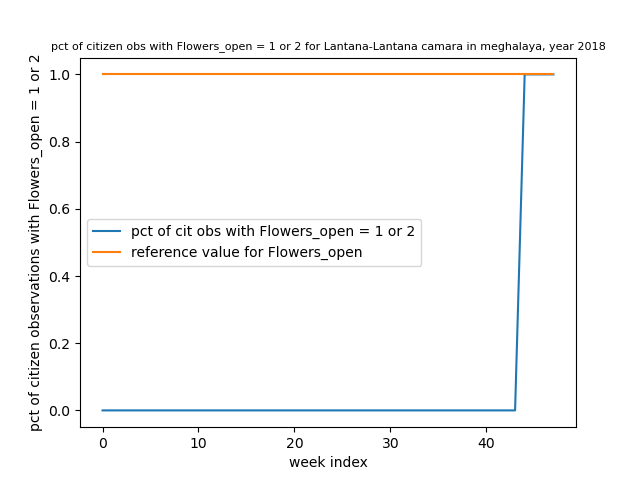 pct of citizen obs with Flowers_open = 1 or 2 for Lantana-Lantana camara in meghalaya, year 2018
pct of citizen observations with Flowers_open = 1 or 2
1.0
0.8
0.6
0.4
0.2
0.0
pct of cit obs with Flowers_open = 1 or 2
reference value for Flowers_open
0 10 20 30 40
week index